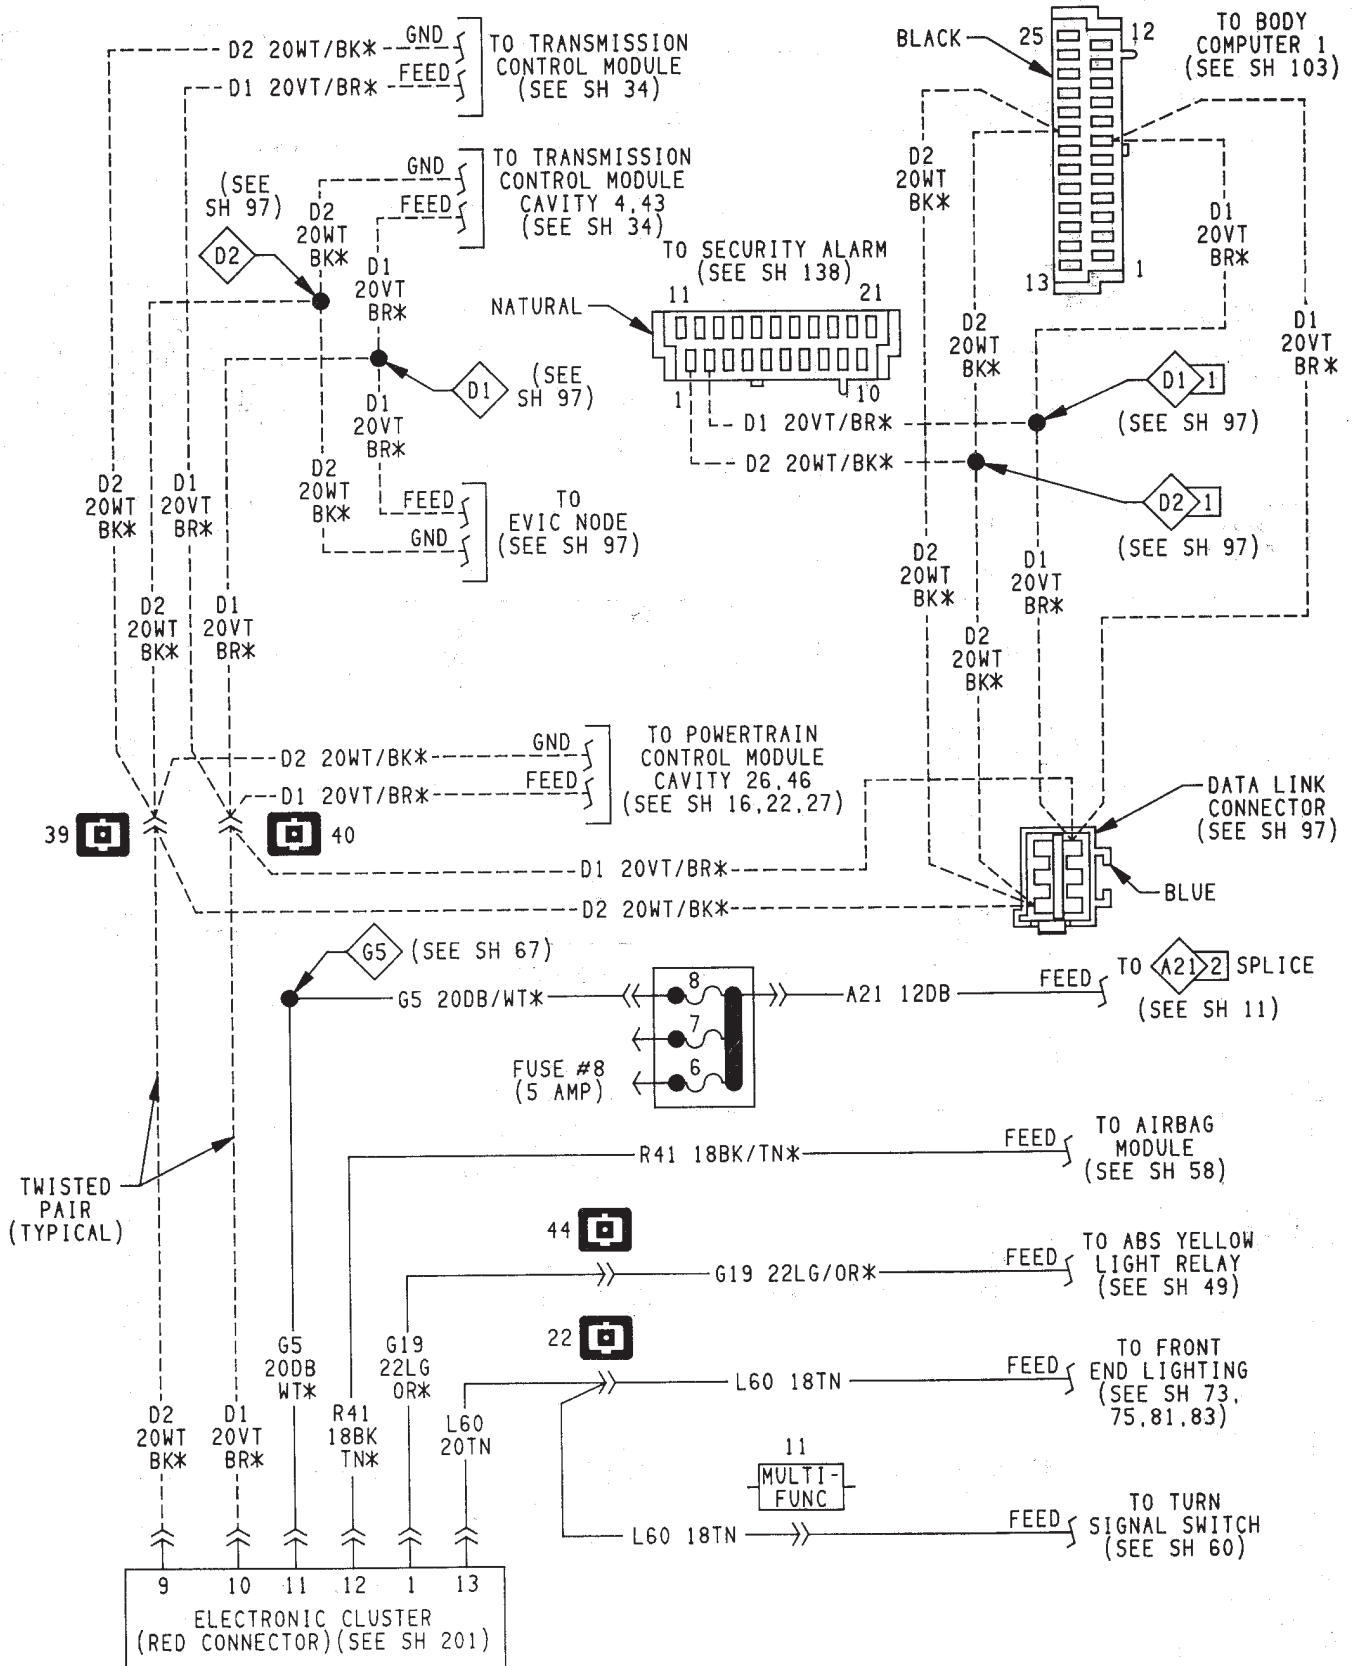 D2 20WT/BK* GND
D1 20VT/BR* FEED
TO TRANSMISSION
CONTROL MODULE
(SEE SH 34)
BLACK
25
12
TO BODY
COMPUTER 1
(SEE SH 103)
13
1
GND
FEED
TO TRANSMISSION
CONTROL MODULE
CAVITY 4,43
(SEE SH 34)
(SEE
SH 97)
D2
D2
20WT
BK*
D1
20VT
BR*
D2
20WT
BK*
D1
20VT
BR*
TO SECURITY ALARM
(SEE SH 138)
11
21
NATURAL
1
10
D1 20VT/BR*
D2 20WT/BK*
D2
20WT
BK*
D1
20VT
BR*
D1 1
(SEE SH 97)
D2 1
(SEE SH 97)
D1
(SEE
SH 97)
D1
20VT
BR*
D2
20WT
BK*
FEED
GND
TO
EVIC NODE
(SEE SH 97)
D2
20WT
BK*
D1
20VT
BR*
D2
20WT
BK*
D1
20VT
BR*
D2
20WT
BK*
D1
20VT
BR*
D2
20WT
BK*
D2 20WT/BK* GND
D1 20VT/BR* FEED
TO POWERTRAIN
CONTROL MODULE
CAVITY 26,46
(SEE SH 16,22,27)
DATA LINK
CONNECTOR
(SEE SH 97)
BLUE
39
40
D1 20VT/BR*
D2 20WT/BK*
G5 (SEE SH 67)
G5 20DB/WT*
8
7
6
FUSE #8
(5 AMP)
A21 12DB
FEED
TO A21 2 SPLICE
(SEE SH 11)
R41 18BK/TN*
FEED
TO AIRBAG
MODULE
(SEE SH 58)
TWISTED
PAIR
(TYPICAL)
44
G19 22LG/OR*
FEED
TO ABS YELLOW
LIGHT RELAY
(SEE SH 49)
22
L60 18TN
FEED
TO FRONT
END LIGHTING
(SEE SH 73,
75,81,83)
G5
20DB
WT*
G19
22LG
OR*
D2
20WT
BK*
D1
20VT
BR*
R41
18BK
TN*
L60
20TN
11
MULTI-
FUNC
L60 18TN
FEED
TO TURN
SIGNAL SWITCH
(SEE SH 60)
9 10 11 12 1 13
ELECTRONIC CLUSTER
(RED CONNECTOR)(SEE SH 201)